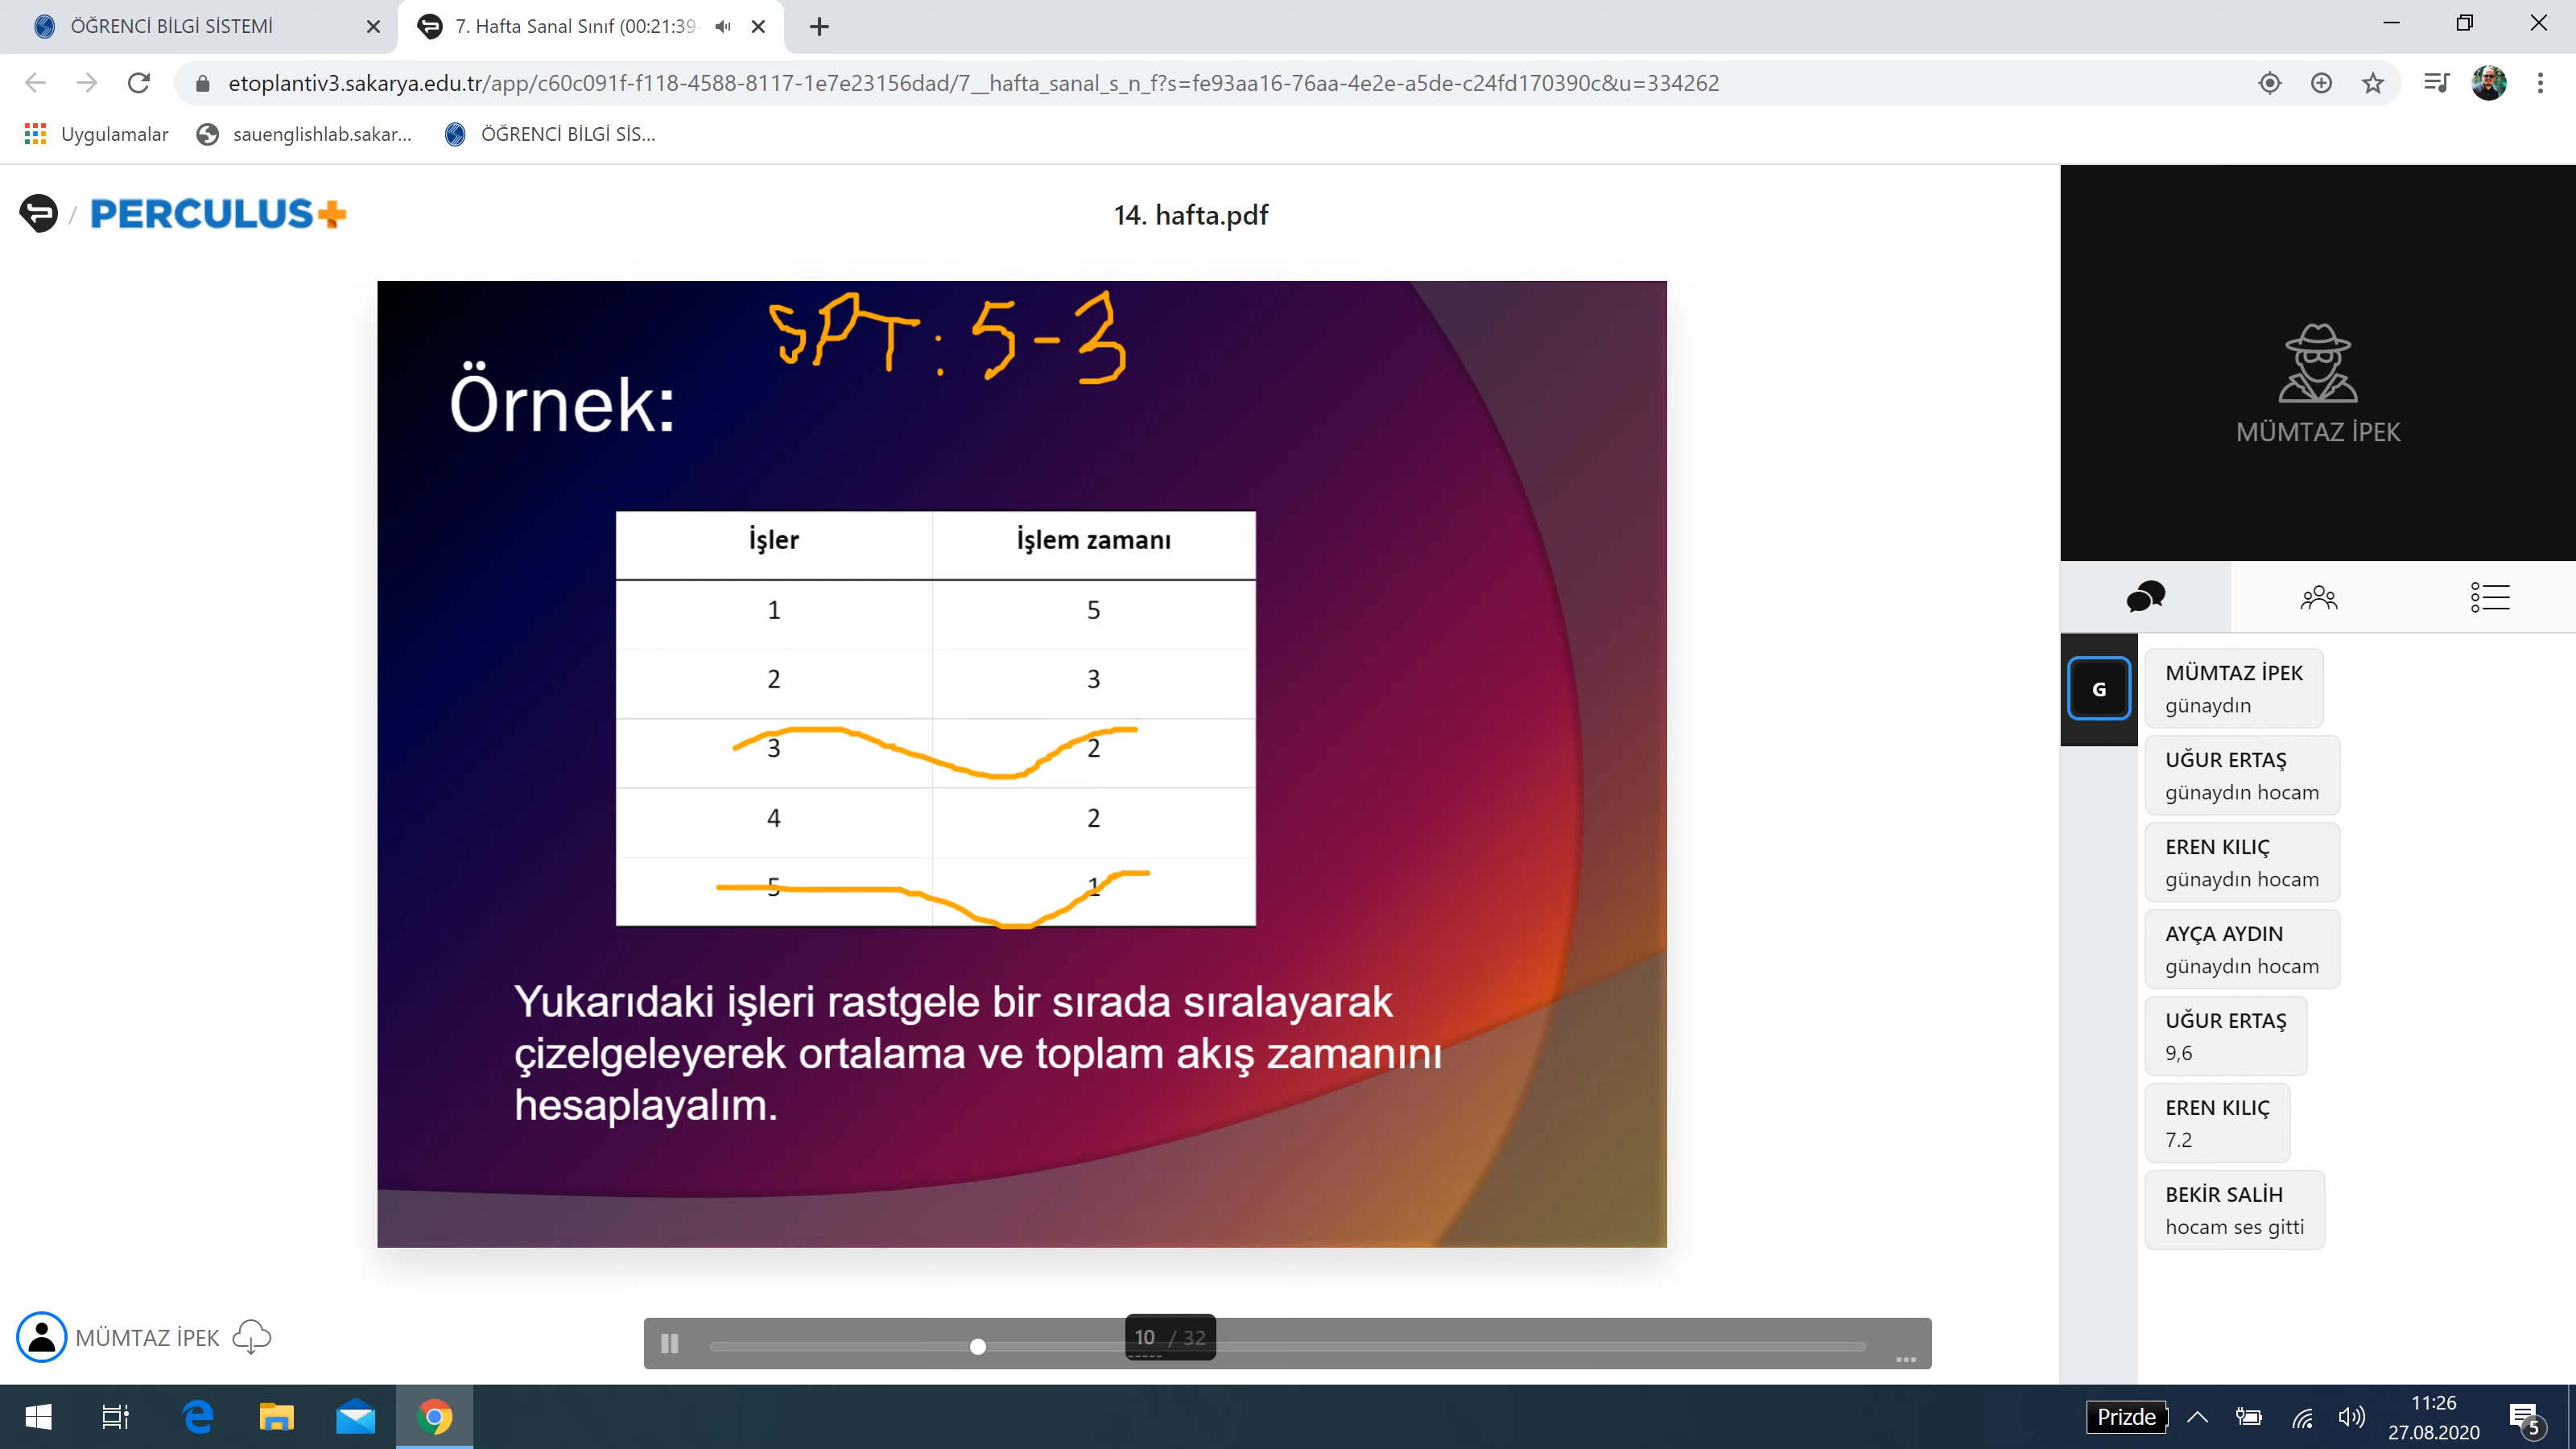 ÖĞRENCİ BİLGİ SİSTEMİ
7. Hafta Sanal Sınıf (00:21:39
etoplantiv3.sakarya.edu.tr/app/c60c091f-f118-4588-8117-1e7e23156dad/7__hafta_sanal_s_n_f?s=fe93aa16-76aa-4e2e-a5de-c24fd170390c&u=334262
Uygulamalar
sauenglishlab.sakar...
ÖĞRENCİ BİLGİ SİS...
/ PERCULUS+
14. hafta.pdf
SPT: 5-3
Örnek:
İşler İşlem zamanı
1 5
2 3
3 2
4 2
5 1
Yukarıdaki işleri rastgele bir sırada sıralayarak
çizelgeleyerek ortalama ve toplam akış zamanını
hesaplayalım.
MÜMTAZ İPEK
G
MÜMTAZ İPEK
günaydın
UĞUR ERTAŞ
günaydın hocam
EREN KILIÇ
günaydın hocam
AYÇA AYDIN
günaydın hocam
UĞUR ERTAŞ
9,6
EREN KILIÇ
7.2
BEKİR SALİH
hocam ses gitti
MÜMTAZ İPEK
10 / 32
Prizde
11:26
27.08.2020
5